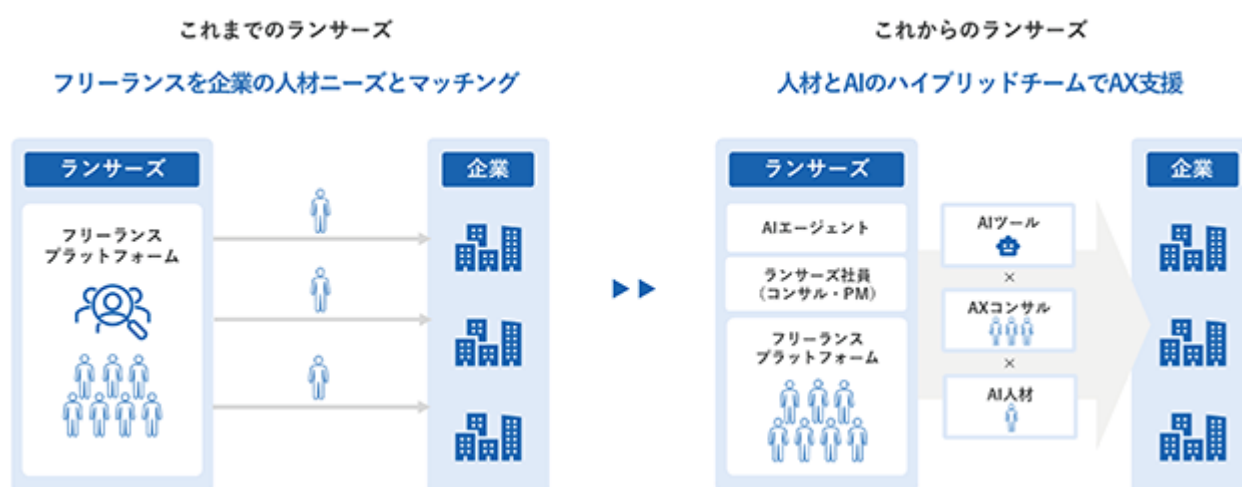 これまでのランサーズ
フリーランスを企業の人材ニーズとマッチング
ランサーズ
フリーランス
プラットフォーム
企業
これからのランサーズ
人材とAIのハイブリッドチームでAX支援
ランサーズ
AIエージェント
ランサーズ社員
（コンサル・PM）
フリーランス
プラットフォーム
AIツール
×
AXコンサル
×
AI人材
企業